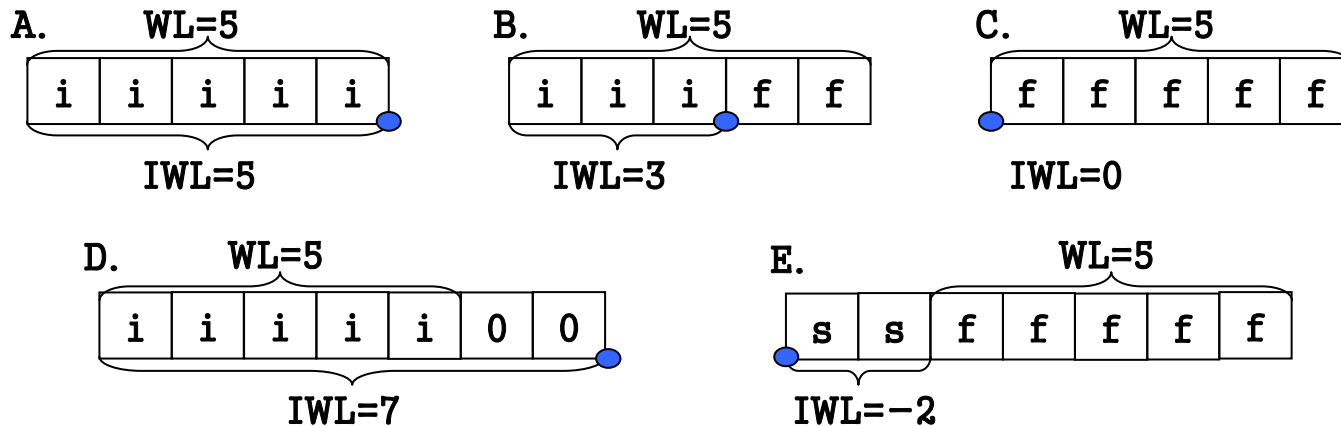 A. WL=5 B. WL=5 C. WL=5
i i i i i i i i f f f f f f f
IWL=5 IWL=3 IWL=0
D. WL=5 E. WL=5
i i i i i 0 0 s s f f f f f
IWL=7 IWL=-2